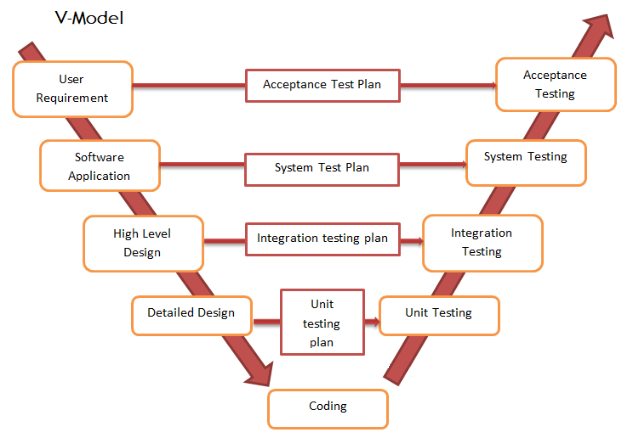 V-Model
User
Requirement
Acceptance Test Plan
Acceptance
Testing
Software
Application
System Test Plan
System Testing
High Level
Design
Integration testing plan
Integration
Testing
Detailed Design
Unit
testing
plan
Unit Testing
Coding